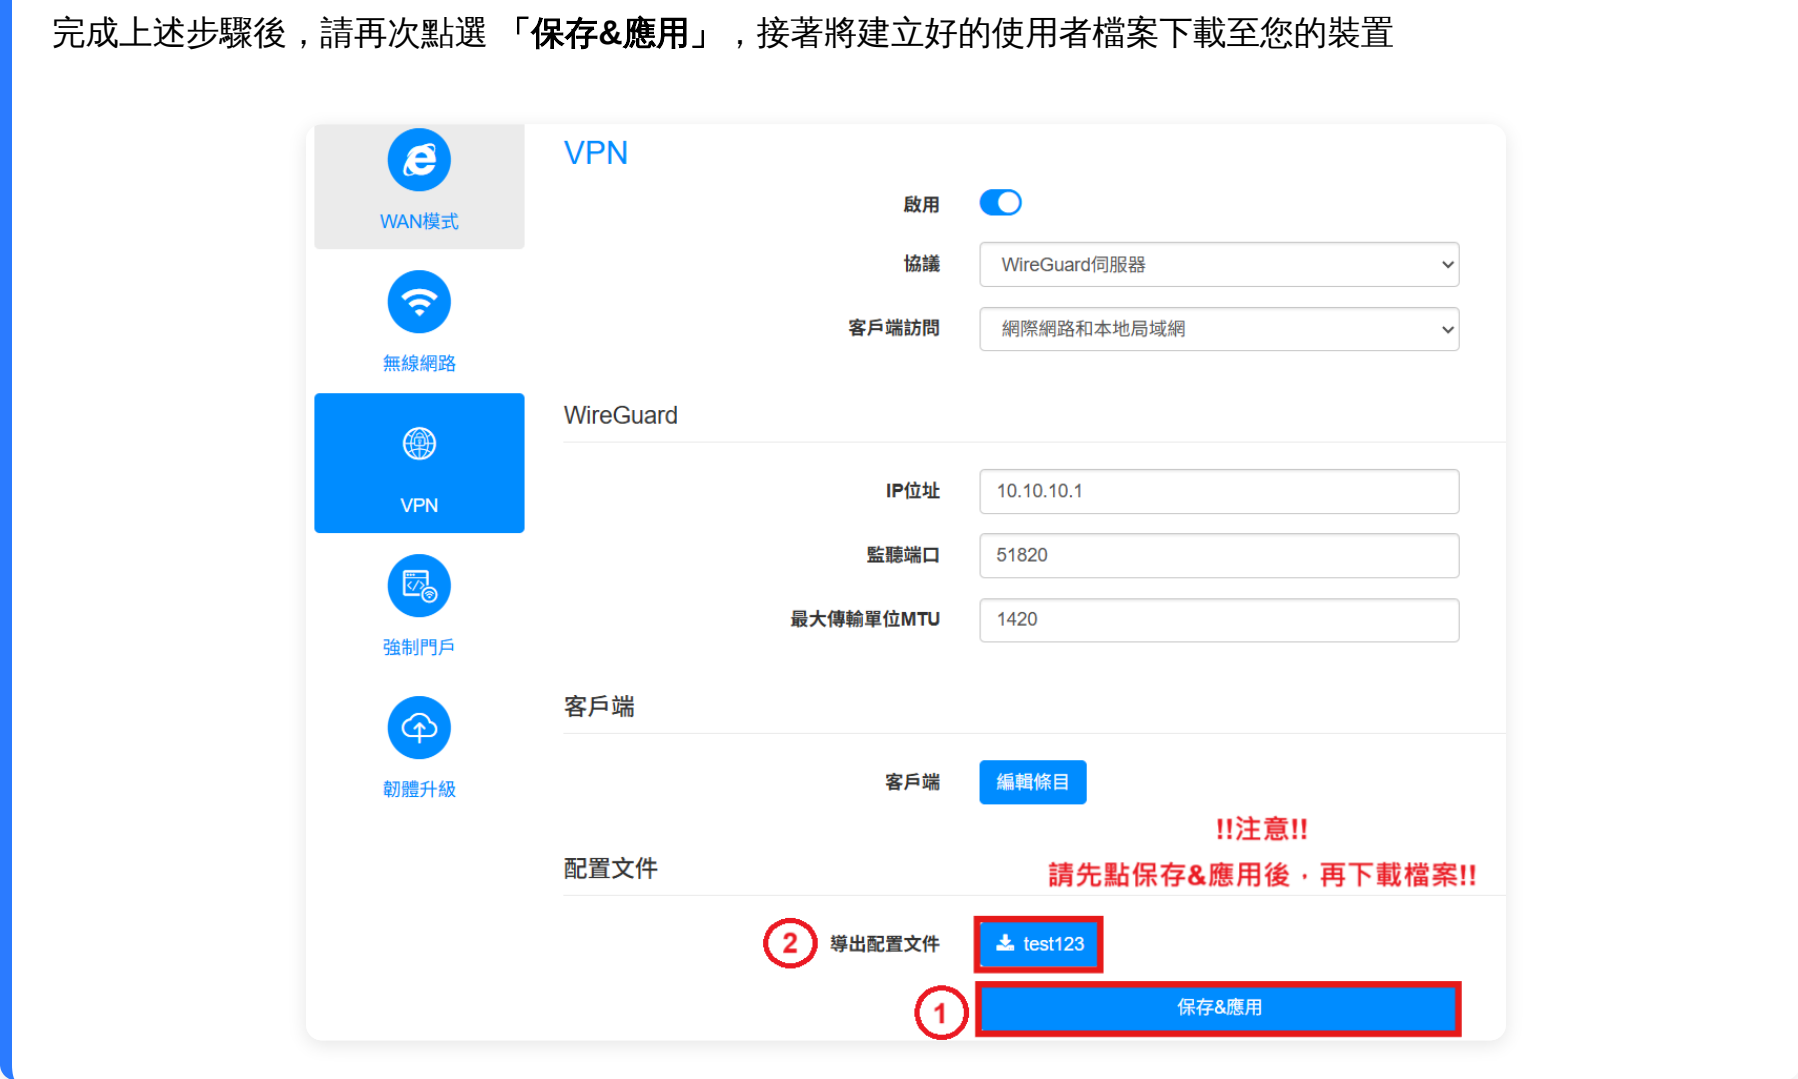 完成上述步驟後，請再次點選 「保存&應用」，接著將建立好的使用者檔案下載至您的裝置
WAN模式
無線網路
VPN
強制門戶
韌體升級
VPN
啟用
協議 WireGuard伺服器
客戶端訪問 網際網路和本地局域網
WireGuard
IP位址 10.10.10.1
監聽端口 51820
最大傳輸單位MTU 1420
客戶端
客戶端 編輯條目
!!注意!!
請先點保存&應用後，再下載檔案!!
配置文件
2 導出配置文件 test123
1 保存&應用